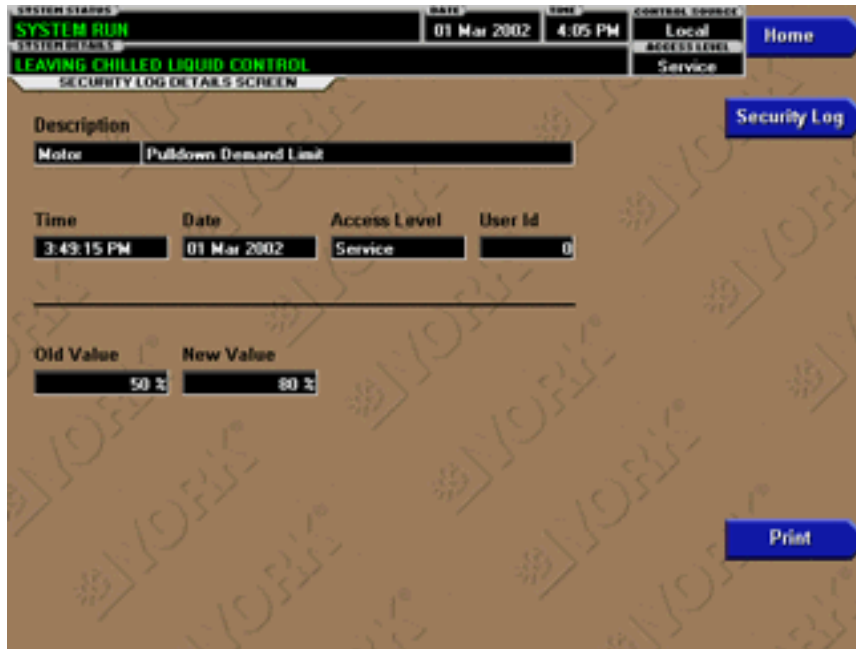 SYSTEM STATUS
SYSTEM RUN
DATE
01 Mar 2002
TIME
4:05 PM
CONTROL SOURCE
Local
Home
SYSTEM DETAILS
LEAVING CHILLED LIQUID CONTROL
ACCESS LEVEL
Service
SECURITY LOG DETAILS SCREEN
Security Log
Description
Motor Pulldown Demand Limit
Time Date Access Level User Id
3:49:15 PM 01 Mar 2002 Service 0
Old Value New Value
50 % 80 %
Print
YORK